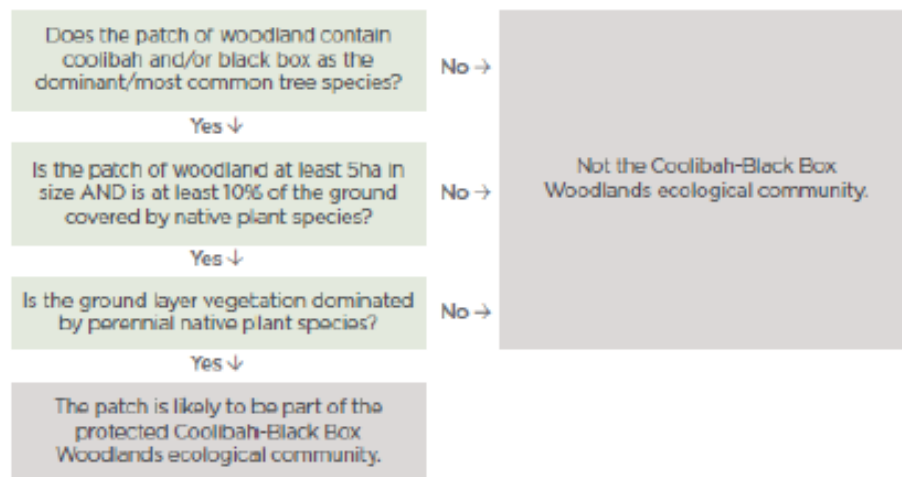 Does the patch of woodland contain
coolibah and/or black box as the
dominant/most common tree species?
No →
Yes ↓
Is the patch of woodland at least 5ha in
size AND is at least 10% of the ground
covered by native plant species?
No →
Not the Coolibah-Black Box
Woodlands ecological community.
Yes ↓
Is the ground layer vegetation dominated
by perennial native plant species?
No →
Yes ↓
The patch is likely to be part of the
protected Coolibah-Black Box
Woodlands ecological community.